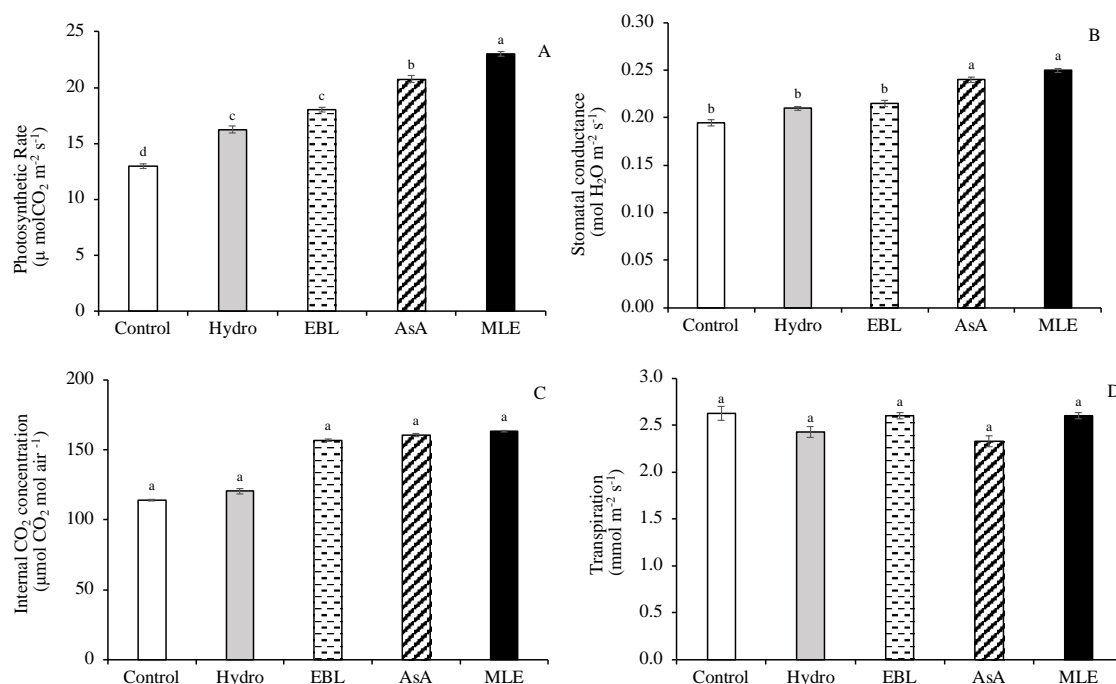 A
Photosynthetic Rate
(µ molCO₂ m⁻² s⁻¹)
25
20
15
10
5
0
d
c
c
b
a
Control Hydro EBL AsA MLE
B
Stomatal conductance
(mol H₂O m⁻² s⁻¹)
0.30
0.25
0.20
0.15
0.10
0.05
0.00
b
b
b
a
a
Control Hydro EBL AsA MLE
C
Internal CO₂ concentration
(µmol CO₂ mol air ⁻¹)
200
150
100
50
0
a
a
a
a
a
Control Hydro EBL AsA MLE
D
Transpiration
(mmol m⁻² s⁻¹)
3.0
2.5
2.0
1.5
1.0
0.5
0.0
a
a
a
a
a
Control Hydro EBL AsA MLE